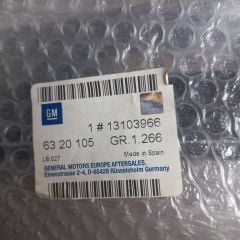 GM
1 # 13103966
63 20 105 GR.1.266
LB 027 Made in Spain
GENERAL MOTORS EUROPE AFTERSALES.
Eisenstrasse 2-4, D-65428 Rüsselsheim Germany